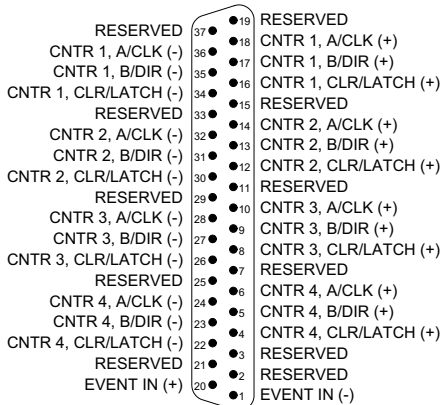 RESERVED 37
CNTR 1, A/CLK (-) 36
CNTR 1, B/DIR (-) 35
CNTR 1, CLR/LATCH (-) 34
RESERVED 33
CNTR 2, A/CLK (-) 32
CNTR 2, B/DIR (-) 31
CNTR 2, CLR/LATCH (-) 30
RESERVED 29
CNTR 3, A/CLK (-) 28
CNTR 3, B/DIR (-) 27
CNTR 3, CLR/LATCH (-) 26
RESERVED 25
CNTR 4, A/CLK (-) 24
CNTR 4, B/DIR (-) 23
CNTR 4, CLR/LATCH (-) 22
RESERVED 21
EVENT IN (+) 20
19 RESERVED
18 CNTR 1, A/CLK (+)
17 CNTR 1, B/DIR (+)
16 CNTR 1, CLR/LATCH (+)
15 RESERVED
14 CNTR 2, A/CLK (+)
13 CNTR 2, B/DIR (+)
12 CNTR 2, CLR/LATCH (+)
11 RESERVED
10 CNTR 3, A/CLK (+)
9 CNTR 3, B/DIR (+)
8 CNTR 3, CLR/LATCH (+)
7 RESERVED
6 CNTR 4, A/CLK (+)
5 CNTR 4, B/DIR (+)
4 CNTR 4, CLR/LATCH (+)
3 RESERVED
2 RESERVED
1 EVENT IN (-)